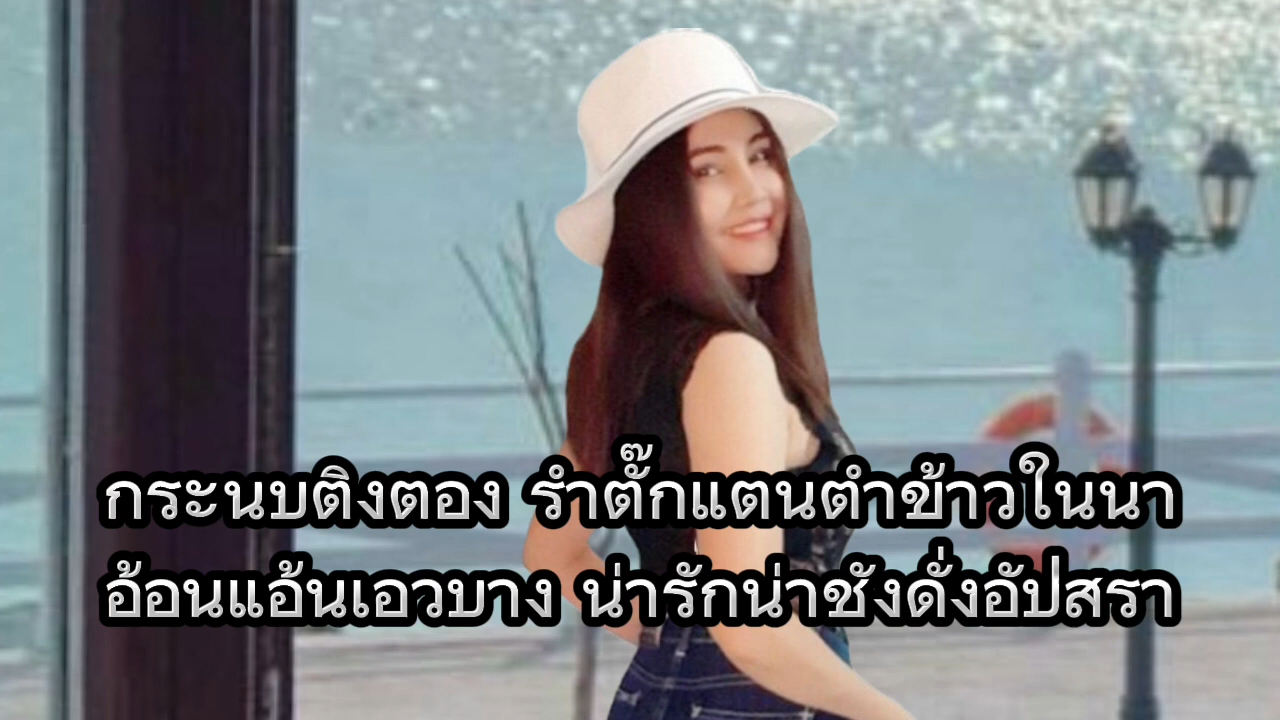 กระนบติงตอง รำตั๊กแตนตำข้าวในนา
อ้อนแอ้นเอวบาง น่ารักน่าชังดั่งอัปสรา